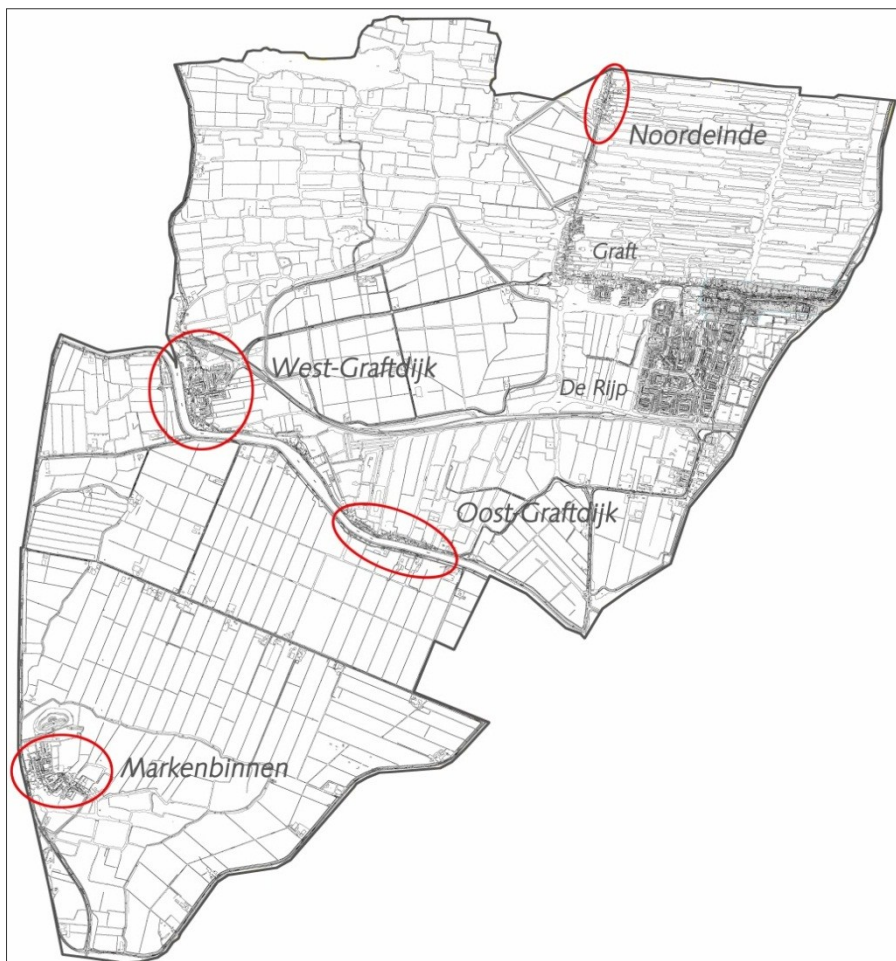 Noordeinde
Graft
West-Graftdijk
De Rijp
Oost-Graftdijk
Markenbinnen